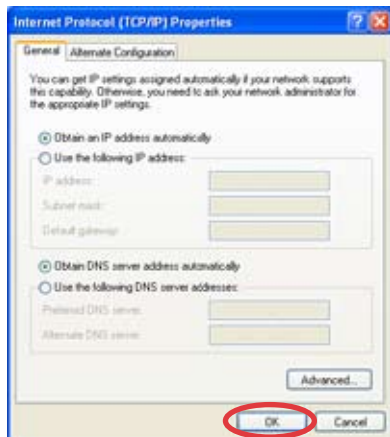 Internet Protocol (TCP/IP) Properties
General
Alternate Configuration
You can get IP settings assigned automatically if your network supports
this capability. Otherwise, you need to ask your network administrator for
the appropriate IP settings.
Obtain an IP address automatically
Use the following IP address:
IP address:
Subnet mask:
Default gateway:
Obtain DNS server address automatically
Use the following DNS server addresses:
Preferred DNS server:
Alternate DNS server:
Advanced...
OK
Cancel